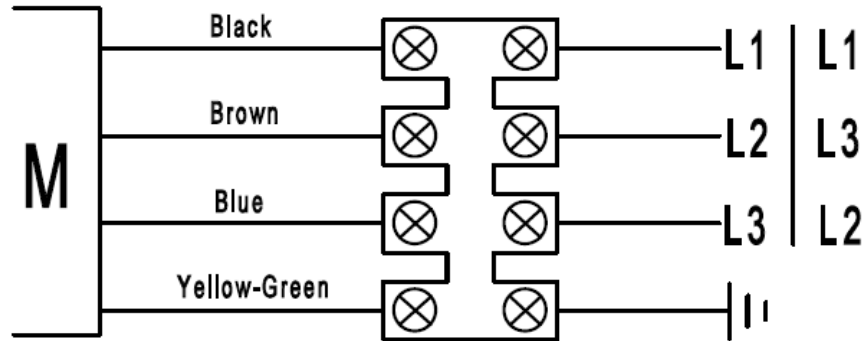 Black L1 L1
Brown L2 L3
M
Blue L3 L2
Yellow-Green